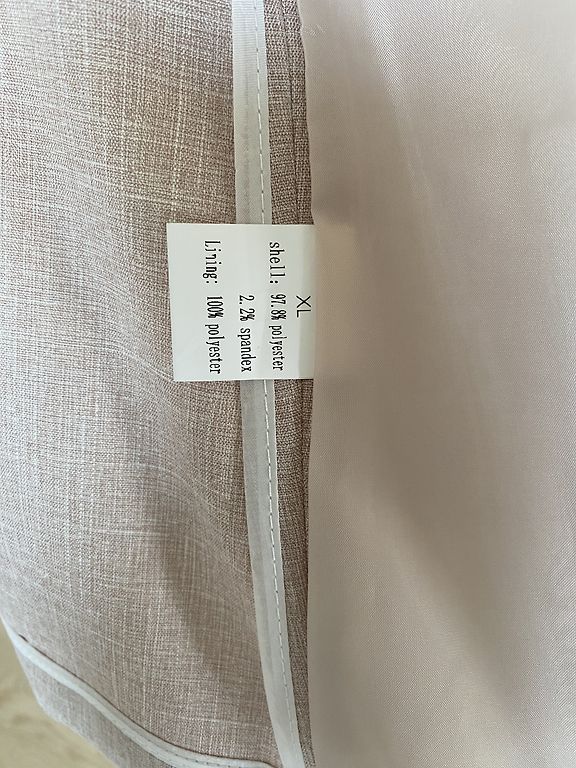 XL
shell: 97.8% polyester
2.2% spandex
Lining: 100% polyester